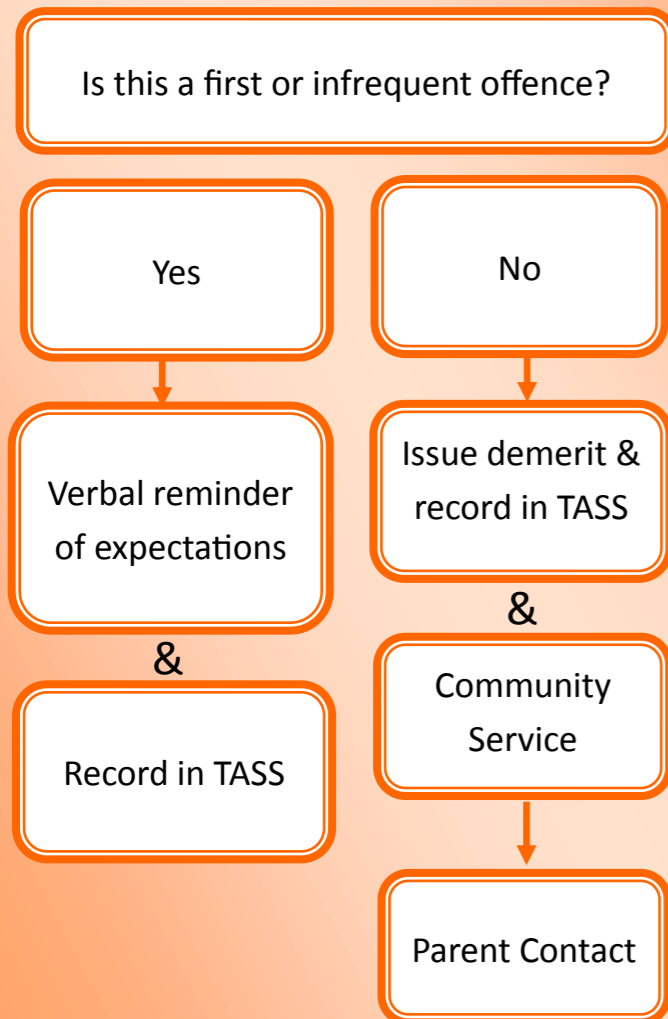 Is this a first or infrequent offence?
Yes
No
Verbal reminder
of expectations
Issue demerit &
record in TASS
&
&
Record in TASS
Community
Service
Parent Contact